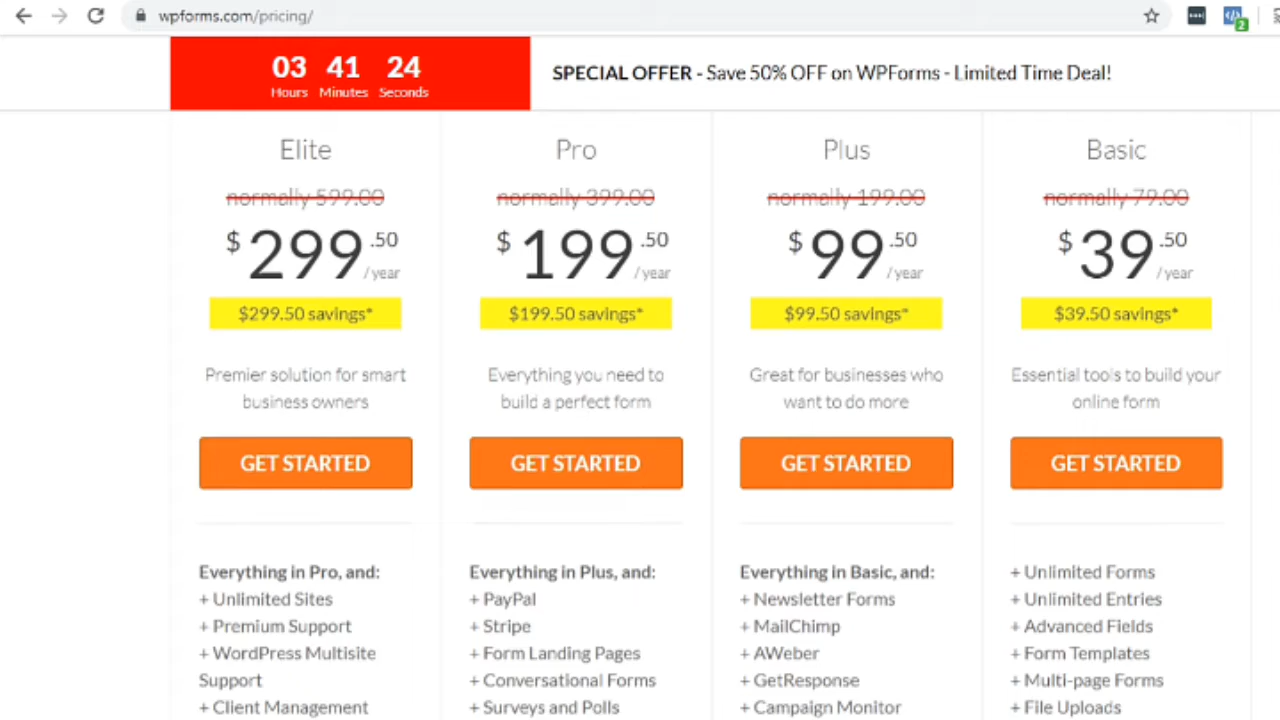 wpforms.com/pricing/
2
03 41 24
Hours Minutes Seconds
SPECIAL OFFER - Save 50% OFF on WPForms - Limited Time Deal!
Elite
normally 599.00
$299.50 /year
$299.50 savings*
Premier solution for smart
business owners
GET STARTED
Everything in Pro, and:
+ Unlimited Sites
+ Premium Support
+ WordPress Multisite
Support
+ Client Management
Pro
normally 399.00
$199.50 /year
$199.50 savings*
Everything you need to
build a perfect form
GET STARTED
Everything in Plus, and:
+ PayPal
+ Stripe
+ Form Landing Pages
+ Conversational Forms
+ Surveys and Polls
Plus
normally 199.00
$99.50 /year
$99.50 savings*
Great for businesses who
want to do more
GET STARTED
Everything in Basic, and:
+ Newsletter Forms
+ MailChimp
+ AWeber
+ GetResponse
+ Campaign Monitor
Basic
normally 79.00
$39.50 /year
$39.50 savings*
Essential tools to build your
online form
GET STARTED
+ Unlimited Forms
+ Unlimited Entries
+ Advanced Fields
+ Form Templates
+ Multi-page Forms
+ File Uploads